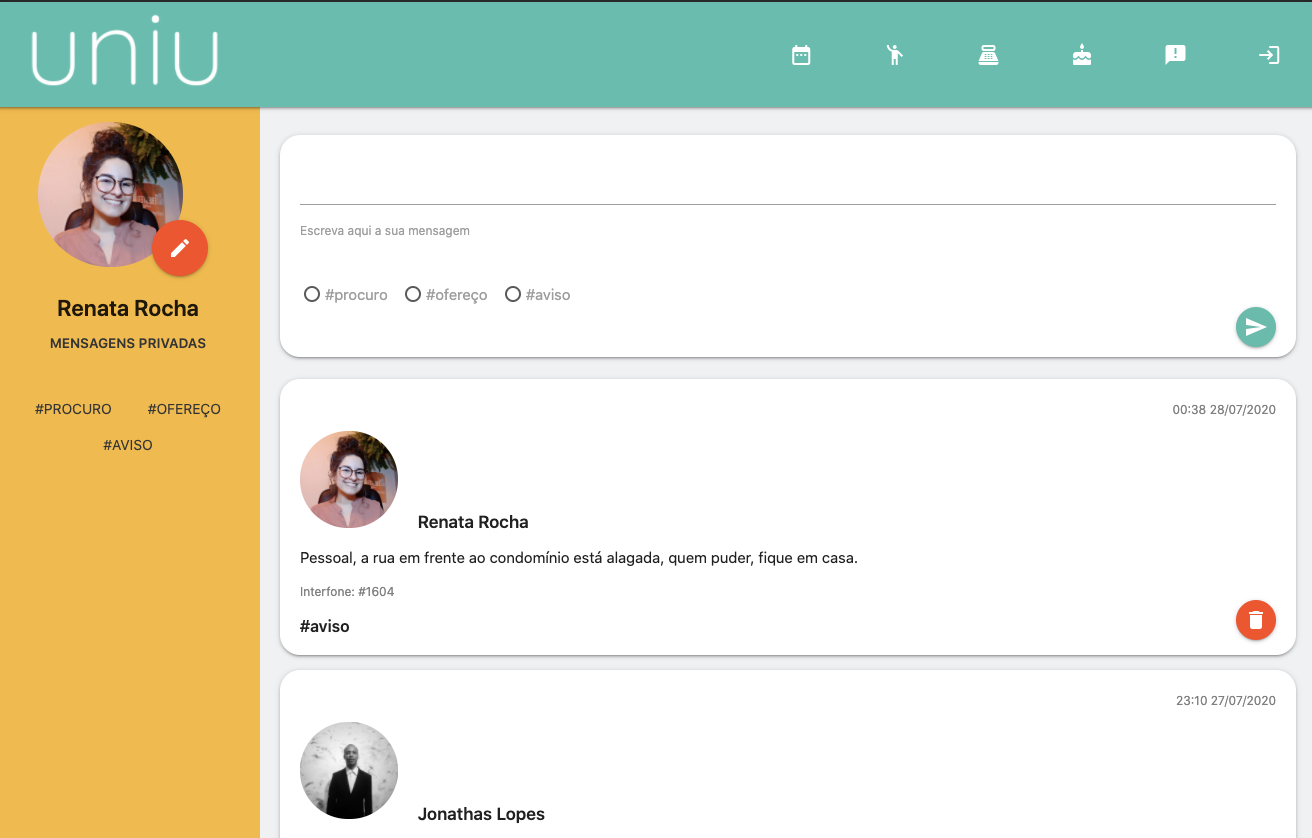 uniu
Renata Rocha
MENSAGENS PRIVADAS
#PROCURO #OFEREÇO
#AVISO
Escreva aqui a sua mensagem
#procuro #ofereço #aviso
00:38 28/07/2020
Renata Rocha
Pessoal, a rua em frente ao condomínio está alagada, quem puder, fique em casa.
Interfone: #1604
#aviso
23:10 27/07/2020
Jonathas Lopes